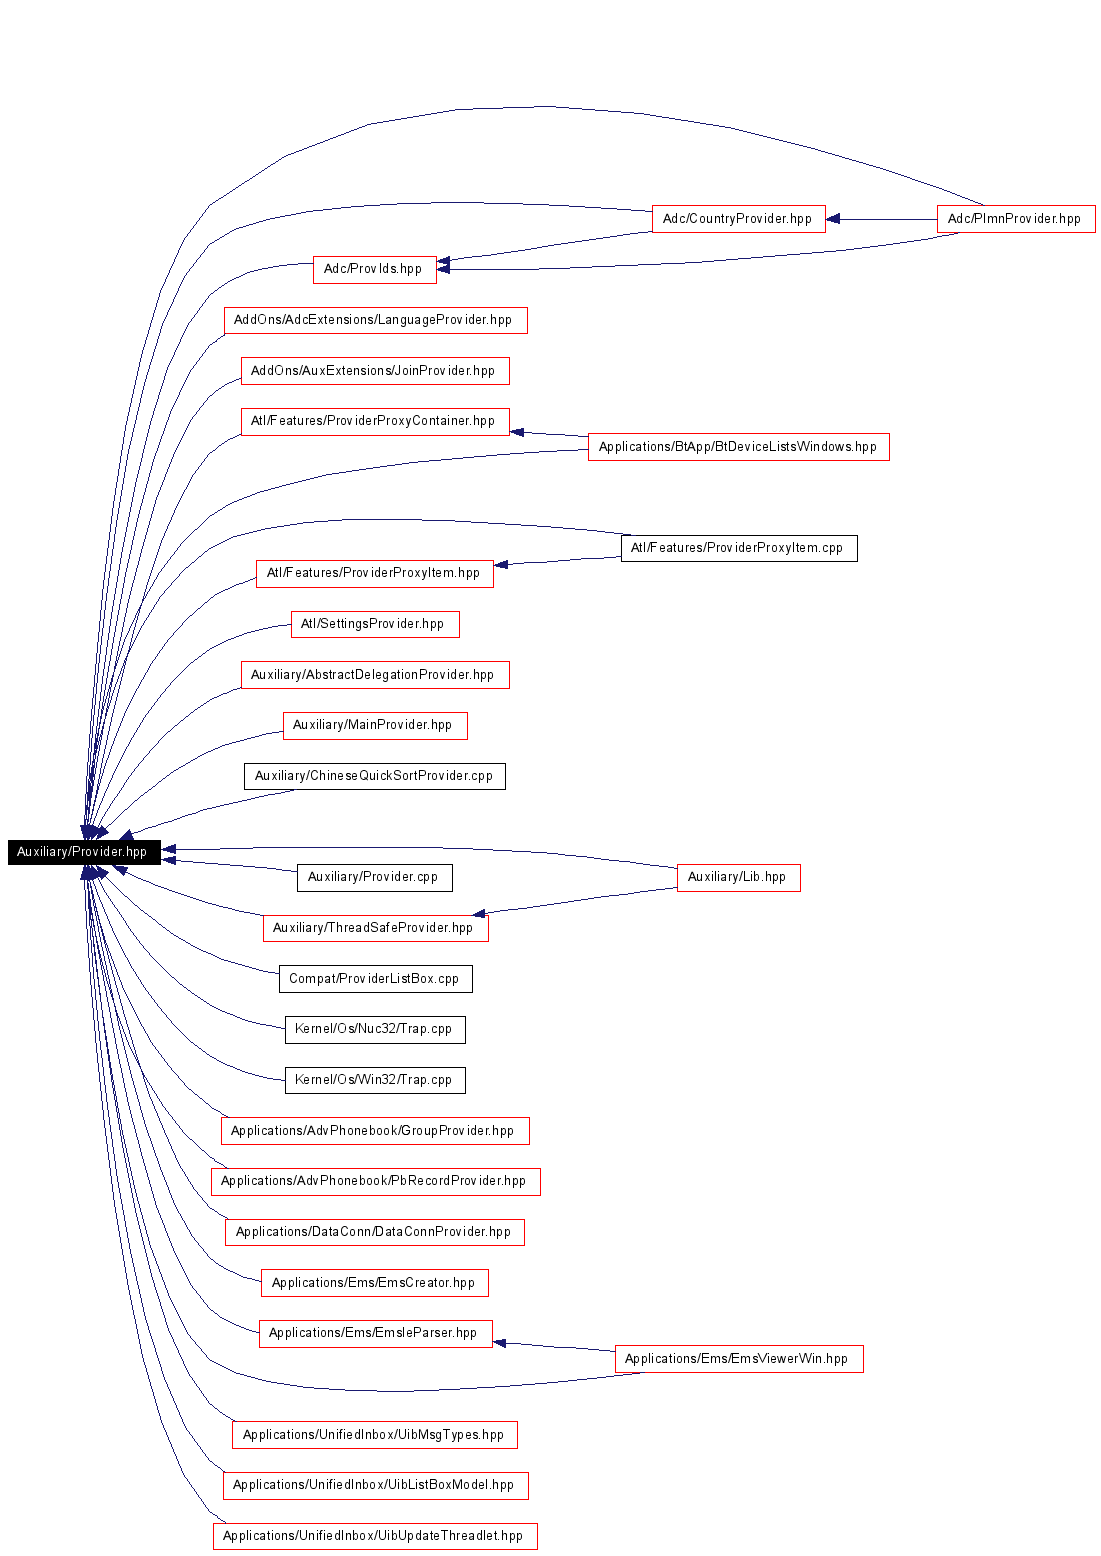 Adc/CountryProvider.hpp
Adc/PlmnProvider.hpp
Adc/ProvIds.hpp
AddOns/AdcExtensions/LanguageProvider.hpp
AddOns/AuxExtensions/JoinProvider.hpp
Atl/Features/ProviderProxyContainer.hpp
Applications/BtApp/BtDeviceListsWindows.hpp
Atl/Features/ProviderProxyItem.cpp
Atl/Features/ProviderProxyItem.hpp
Atl/SettingsProvider.hpp
Auxiliary/AbstractDelegationProvider.hpp
Auxiliary/MainProvider.hpp
Auxiliary/ChineseQuickSortProvider.cpp
Auxiliary/Provider.hpp
Auxiliary/Provider.cpp
Auxiliary/Lib.hpp
Auxiliary/ThreadSafeProvider.hpp
Compat/ProviderListBox.cpp
Kernel/Os/Nuc32/Trap.cpp
Kernel/Os/Win32/Trap.cpp
Applications/AdvPhonebook/GroupProvider.hpp
Applications/AdvPhonebook/PbRecordProvider.hpp
Applications/DataConn/DataConnProvider.hpp
Applications/Ems/EmsCreator.hpp
Applications/Ems/EmsIeParser.hpp
Applications/Ems/EmsViewerWin.hpp
Applications/UnifiedInbox/UibMsgTypes.hpp
Applications/UnifiedInbox/UibListBoxModel.hpp
Applications/UnifiedInbox/UibUpdateThreadlet.hpp